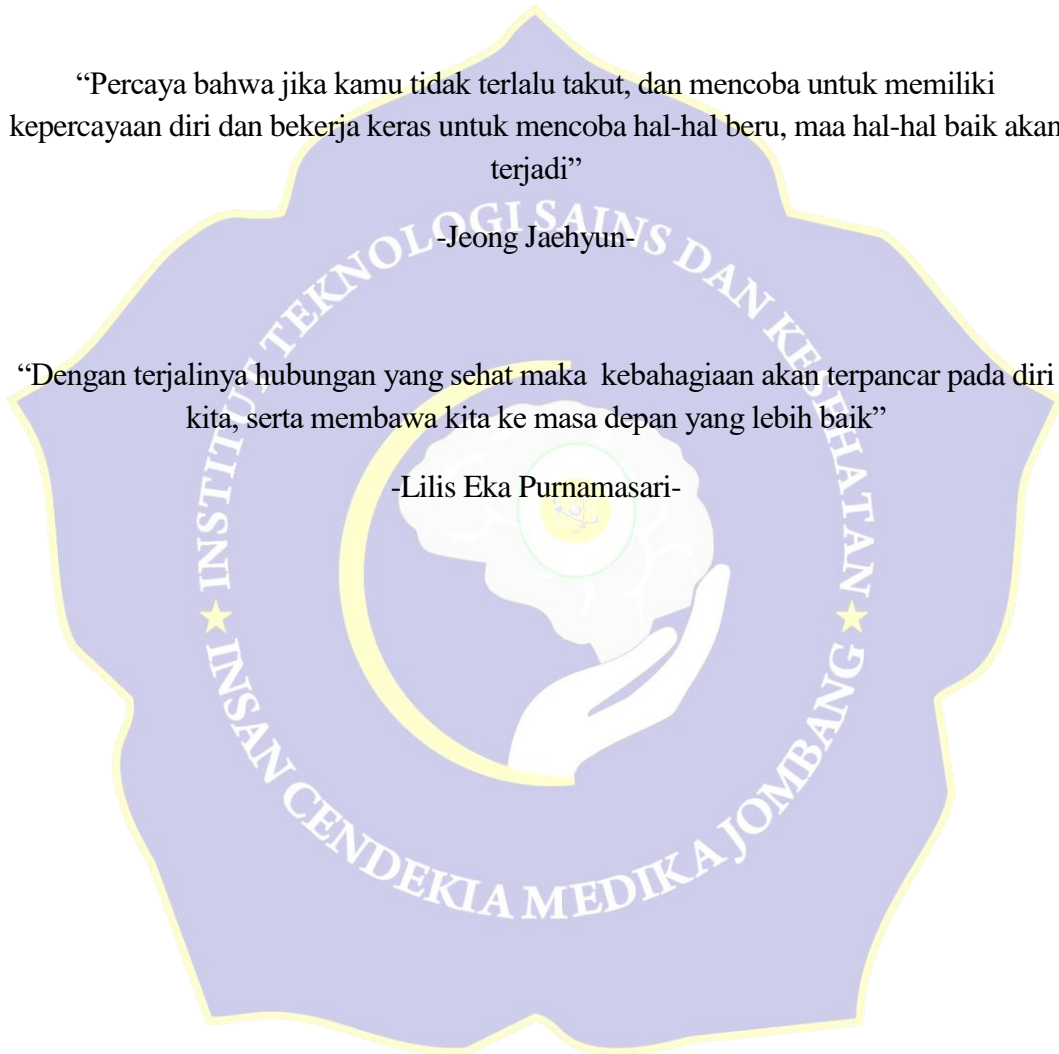 “Percaya bahwa jika kamu tidak terlalu takut, dan mencoba untuk memiliki
kepercayaan diri dan bekerja keras untuk mencoba hal-hal beru, maa hal-hal baik akan
terjadi”
-Jeong Jaehyun-
“Dengan terjalinya hubungan yang sehat maka  kebahagiaan akan terpancar pada diri
kita, serta membawa kita ke masa depan yang lebih baik”
-Lilis Eka Purnamasari-
INSTITUT TEKNOLOGI SAINS DAN KESEHATAN
INSAN CENDEKIA MEDIKA JOMBANG